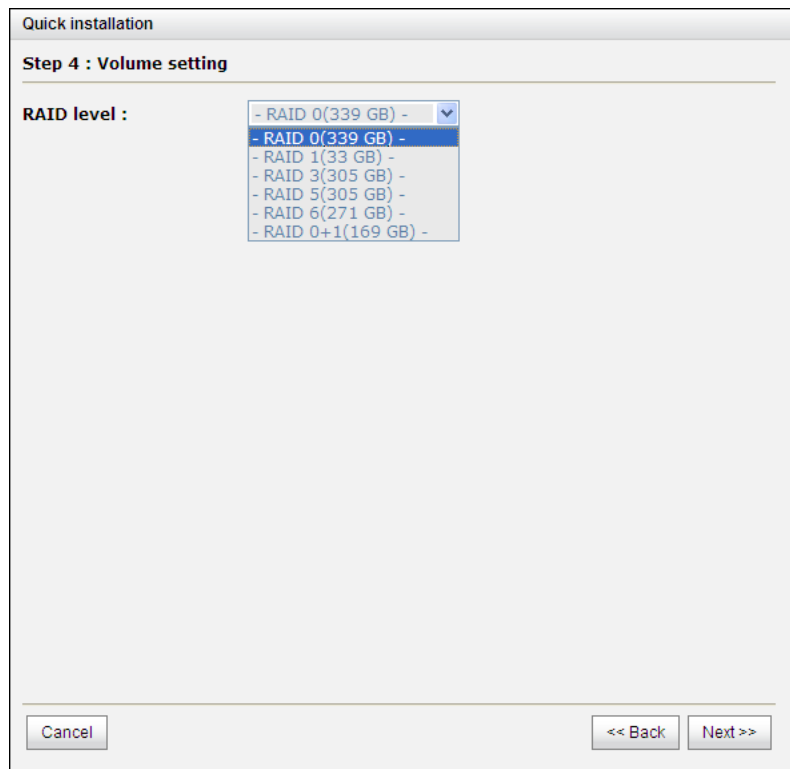 Quick installation
Step 4 : Volume setting
RAID level :
- RAID 0(339 GB) -
- RAID 0(339 GB) -
- RAID 1(33 GB) -
- RAID 3(305 GB) -
- RAID 5(305 GB) -
- RAID 6(271 GB) -
- RAID 0+1(169 GB) -
Cancel
<< Back
Next >>